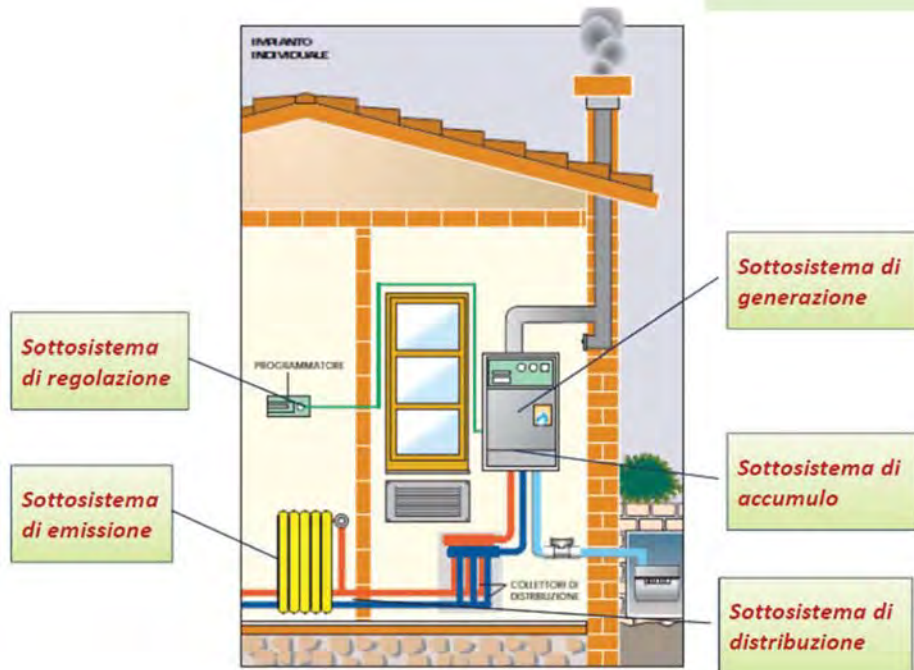 IMPIANTO
INDIVIDUALE
Sottosistema di
generazione
Sottosistema
di regolazione
PROGRAMMATORE
Sottosistema di
accumulo
Sottosistema
di emissione
COLLETTORI DI
DISTRIBUZIONE
Sottosistema di
distribuzione